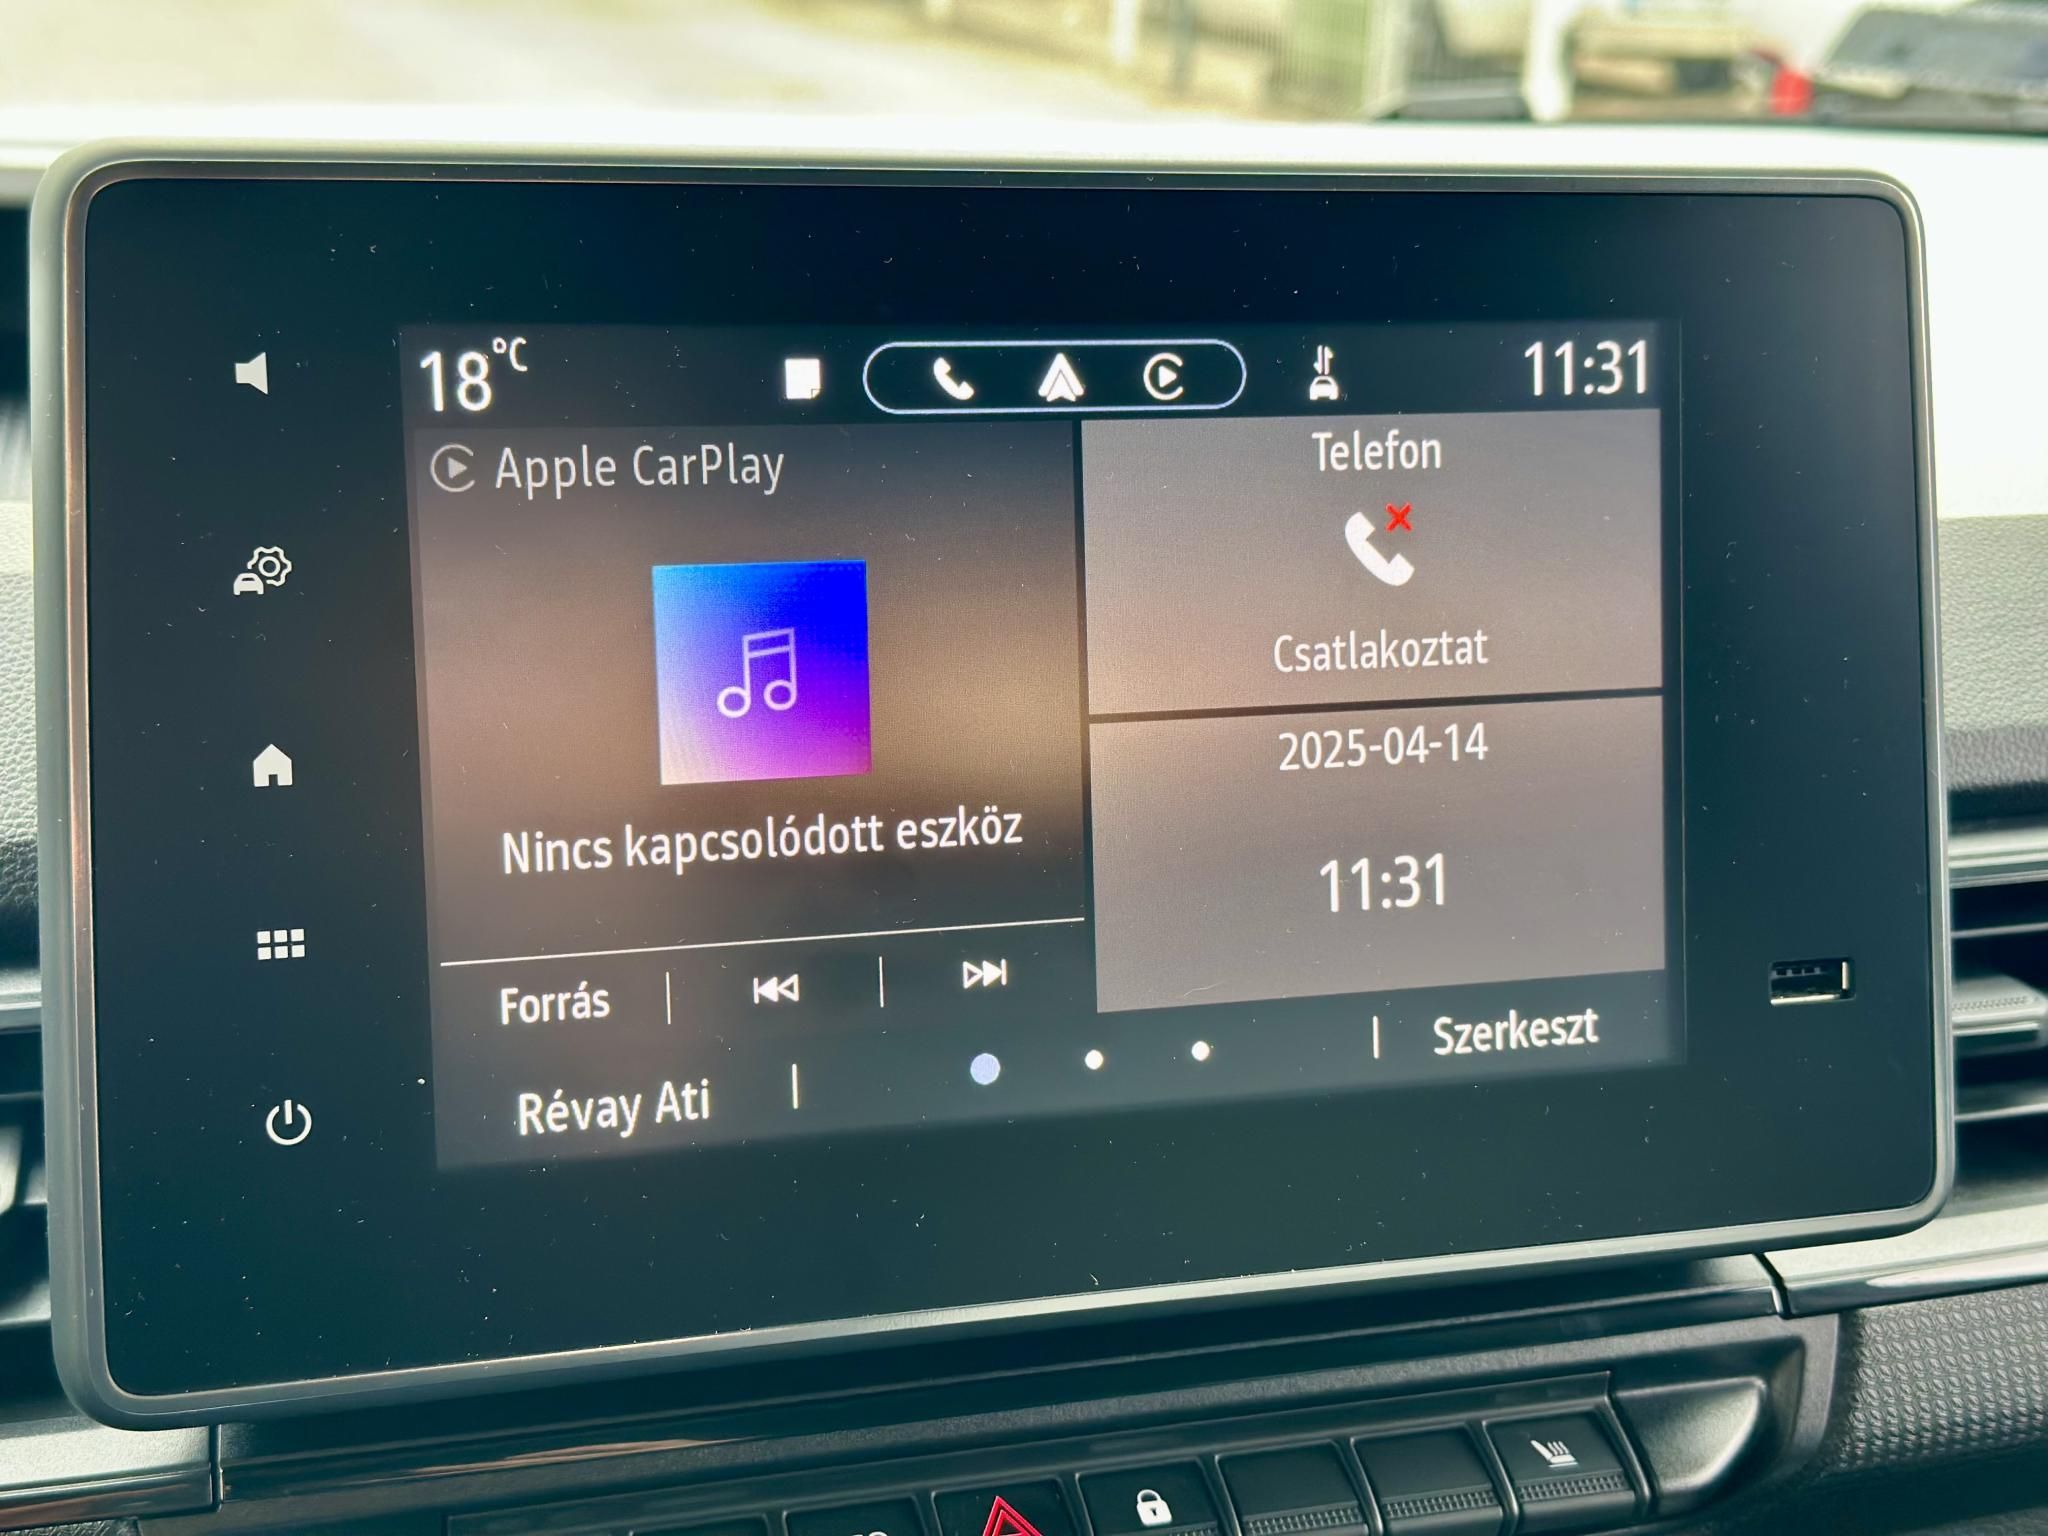 18°C
11:31
Apple CarPlay
Telefon
Csatlakoztat
Nincs kapcsolódott eszköz
2025-04-14
11:31
Forrás
Szerkeszt
Révay Ati